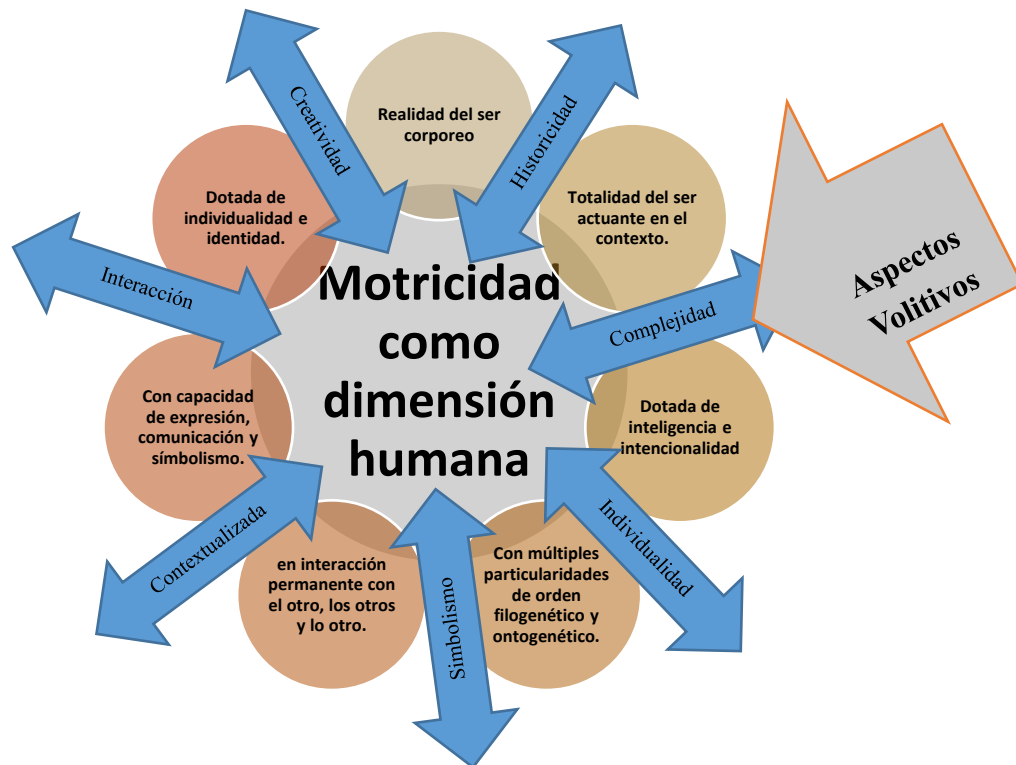 Realidad del ser
corporeo
Creatividad
Historicidad
Dotada de
individualidad e
identidad.
Totalidad del ser
actuante en el
contexto.
Interacción
Motricidad
como
dimensión
humana
Complejidad
Aspectos
Volitivos
Con capacidad
de expresión,
comunicación y
símbolismo.
Dotada de
inteligencia e
intencionalidad
Contextualizada
Individualidad
en interacción
permanente con
el otro, los otros
y lo otro.
Simbolismo
Con múltiples
particularidades
de orden
filogenético y
ontogenético.